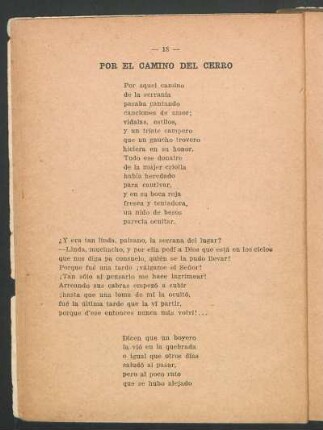 — 18 —
POR EL CAMINO DEL CERRO
Por aquel camino
de la serranía
pasaba cantando
canciones de amor;
vidalas, estilos,
y un triste campero
que un gaucho travero
hiciera en su honor.
Todo ese donaire
de la mujer criolla
había heredado
para cautivar,
y en su boca roja
fresca y tentadora,
un nido de besos
parecía ocultar.
¿Y era tan linda, paisano, la serrana del lugar?
—Linda, muchacho, y por ella pedí a Dios que está en los cielos
que nos diga pa consuelo, quién se la pudo llevar?
Porque fué una tarde ¡válgame el Señor!
¡Tan sólo al pensarlo me hace lagrimear!
Arreando sus cabras empezó a subir
¡hasta que una loma de mí la ocultó,
fué la última tarde que la vi partir,
porque d'ese entonces nunca más volvió!...
Dicen que un boyero
la vió en la quebrada
e igual que otros días
saludó al pasar,
pero al poco rato
que se hubo alejado